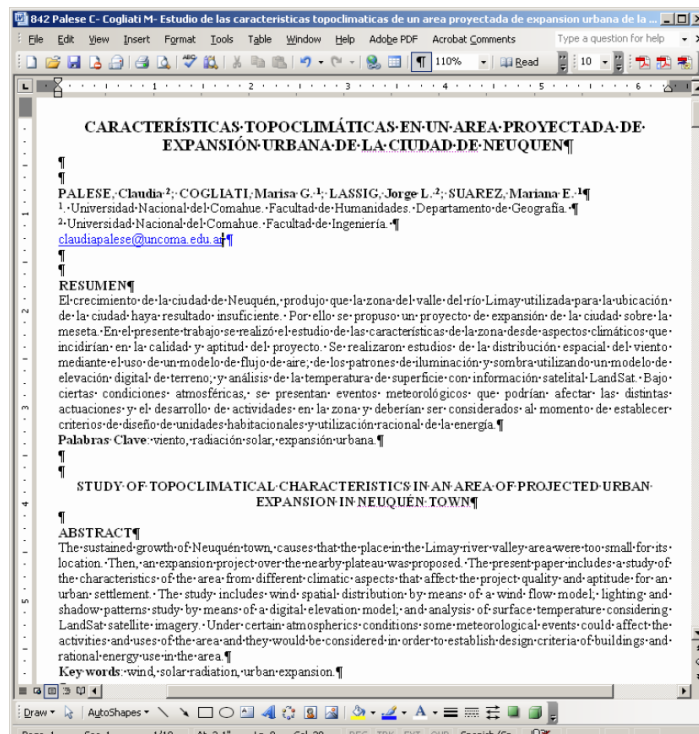 842 Palese C- Cogliati M- Estudio de las caracteristicas topoclimaticas de un area proyectada de expansion urbana de la ...
File Edit View Insert Format Tools Table Window Help Adobe PDF Acrobat Comments Type a question for help
110% Read 10
1 2 3 4 5 6
CARACTERÍSTICAS TOPOCLIMÁTICAS EN UN AREA PROYECTADA DE
EXPANSIÓN URBANA DE LA CIUDAD DE NEUQUEN¶
¶
¶
PALESE, Claudia ²; COGLIATI, Marisa G. ¹; LASSIG, Jorge L. ²; SUAREZ, Mariana E. ¹¶
¹. Universidad Nacional del Comahue. Facultad de Humanidades. Departamento de Geografía. ¶
² Universidad Nacional del Comahue. Facultad de Ingeniería. ¶
claudiapalese@uncoma.edu.ar¶
¶
¶
RESUMEN¶
El crecimiento de la ciudad de Neuquén, produjo que la zona del valle del río Limay utilizada para la ubicación
de la ciudad haya resultado insuficiente. Por ello se propuso un proyecto de expansión de la ciudad sobre la
meseta. En el presente trabajo se realizó el estudio de las características de la zona desde aspectos climáticos que
incidirían en la calidad y aptitud del proyecto. Se realizaron estudios de la distribución espacial del viento
mediante el uso de un modelo de flujo de aire; de los patrones de iluminación y sombra utilizando un modelo de
elevación digital de terreno; y análisis de la temperatura de superficie con información satelital LandSat. Bajo
ciertas condiciones atmosféricas, se presentan eventos meteorológicos que podrían afectar las distintas
actuaciones y el desarrollo de actividades en la zona y deberían ser considerados al momento de establecer
criterios de diseño de unidades habitacionales y utilización racional de la energía.¶
Palabras Clave: viento, radiación solar, expansión urbana.¶
¶
¶
STUDY OF TOPOCLIMATICAL CHARACTERISTICS IN AN AREA OF PROJECTED URBAN
EXPANSION IN NEUQUÉN TOWN¶
¶
ABSTRACT¶
The sustained growth of Neuquén town, causes that the place in the Limay river valley area were too small for its
location. Then, an expansion project over the nearby plateau was proposed. The present paper includes a study of
the characteristics of the area from different climatic aspects that affect the project quality and aptitude for an
urban settlement. The study includes wind spatial distribution by means of a wind flow model; lighting and
shadow patterns study by means of a digital elevation model; and analysis of surface temperature considering
LandSat satellite imagery. Under certain atmospherics conditions some meteorological events could affect the
activities and uses of the area and they would be considered in order to establish design criteria of buildings and
rational energy use in the area.¶
Key words: wind, solar radiation, urban expansion.¶
Draw AutoShapes